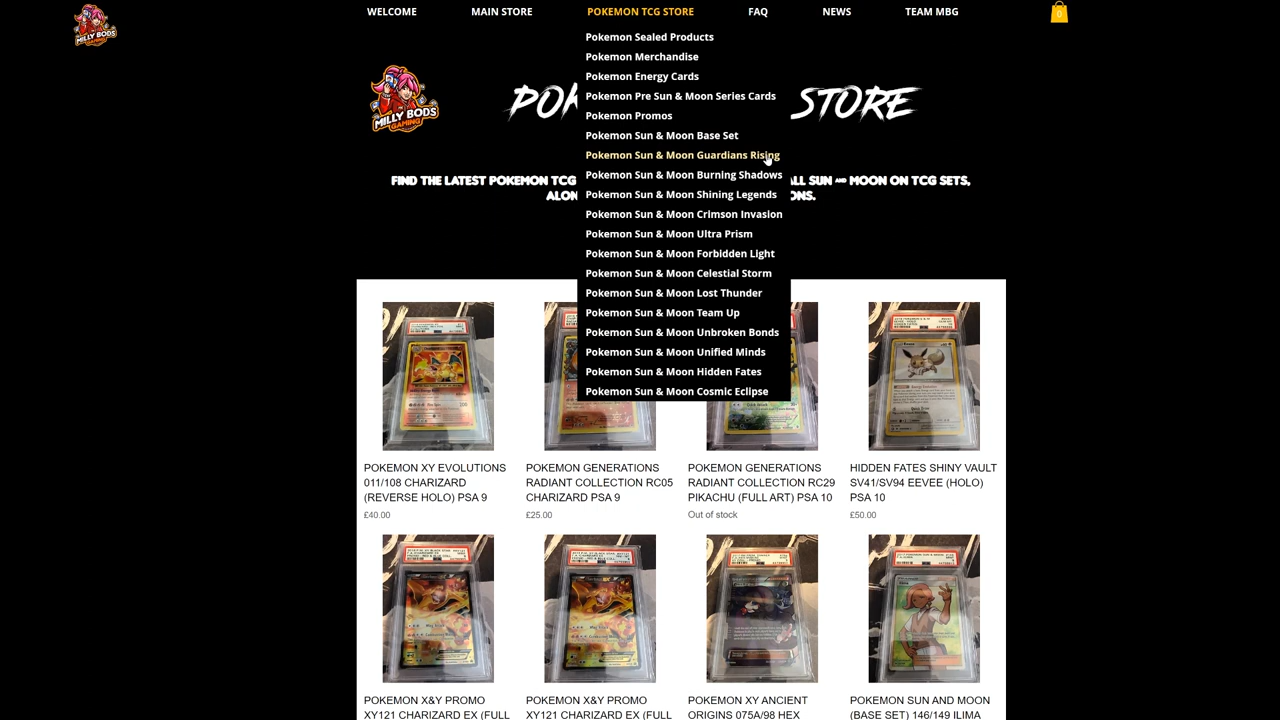 WELCOME MAIN STORE POKEMON TCG STORE FAQ NEWS TEAM MBG 0
MILLY BODS
GAMING
Pokemon Sealed Products
Pokemon Merchandise
Pokemon Energy Cards
Pokemon Pre Sun & Moon Series Cards
Pokemon Promos
Pokemon Sun & Moon Base Set
Pokemon Sun & Moon Guardians Rising
Pokemon Sun & Moon Burning Shadows
Pokemon Sun & Moon Shining Legends
Pokemon Sun & Moon Crimson Invasion
Pokemon Sun & Moon Ultra Prism
Pokemon Sun & Moon Forbidden Light
Pokemon Sun & Moon Celestial Storm
Pokemon Sun & Moon Lost Thunder
Pokemon Sun & Moon Team Up
Pokemon Sun & Moon Unbroken Bonds
Pokemon Sun & Moon Unified Minds
Pokemon Sun & Moon Hidden Fates
Pokemon Sun & Moon Cosmic Eclipse
MILLY BODS
GAMING
POK STORE
FIND THE LATEST POKEMON TCG ALL SUN AND MOON ON TCG SETS,
ALON ONS.
POKEMON XY EVOLUTIONS
011/108 CHARIZARD
(REVERSE HOLO) PSA 9
£40.00
POKEMON GENERATIONS
RADIANT COLLECTION RC05
CHARIZARD PSA 9
£25.00
POKEMON GENERATIONS
RADIANT COLLECTION RC29
PIKACHU (FULL ART) PSA 10
Out of stock
HIDDEN FATES SHINY VAULT
SV41/SV94 EEVEE (HOLO)
PSA 10
£50.00
POKEMON X&Y PROMO
XY121 CHARIZARD EX (FULL
POKEMON X&Y PROMO
XY121 CHARIZARD EX (FULL
POKEMON XY ANCIENT
ORIGINS 075A/98 HEX
POKEMON SUN AND MOON
(BASE SET) 146/149 ILIMA